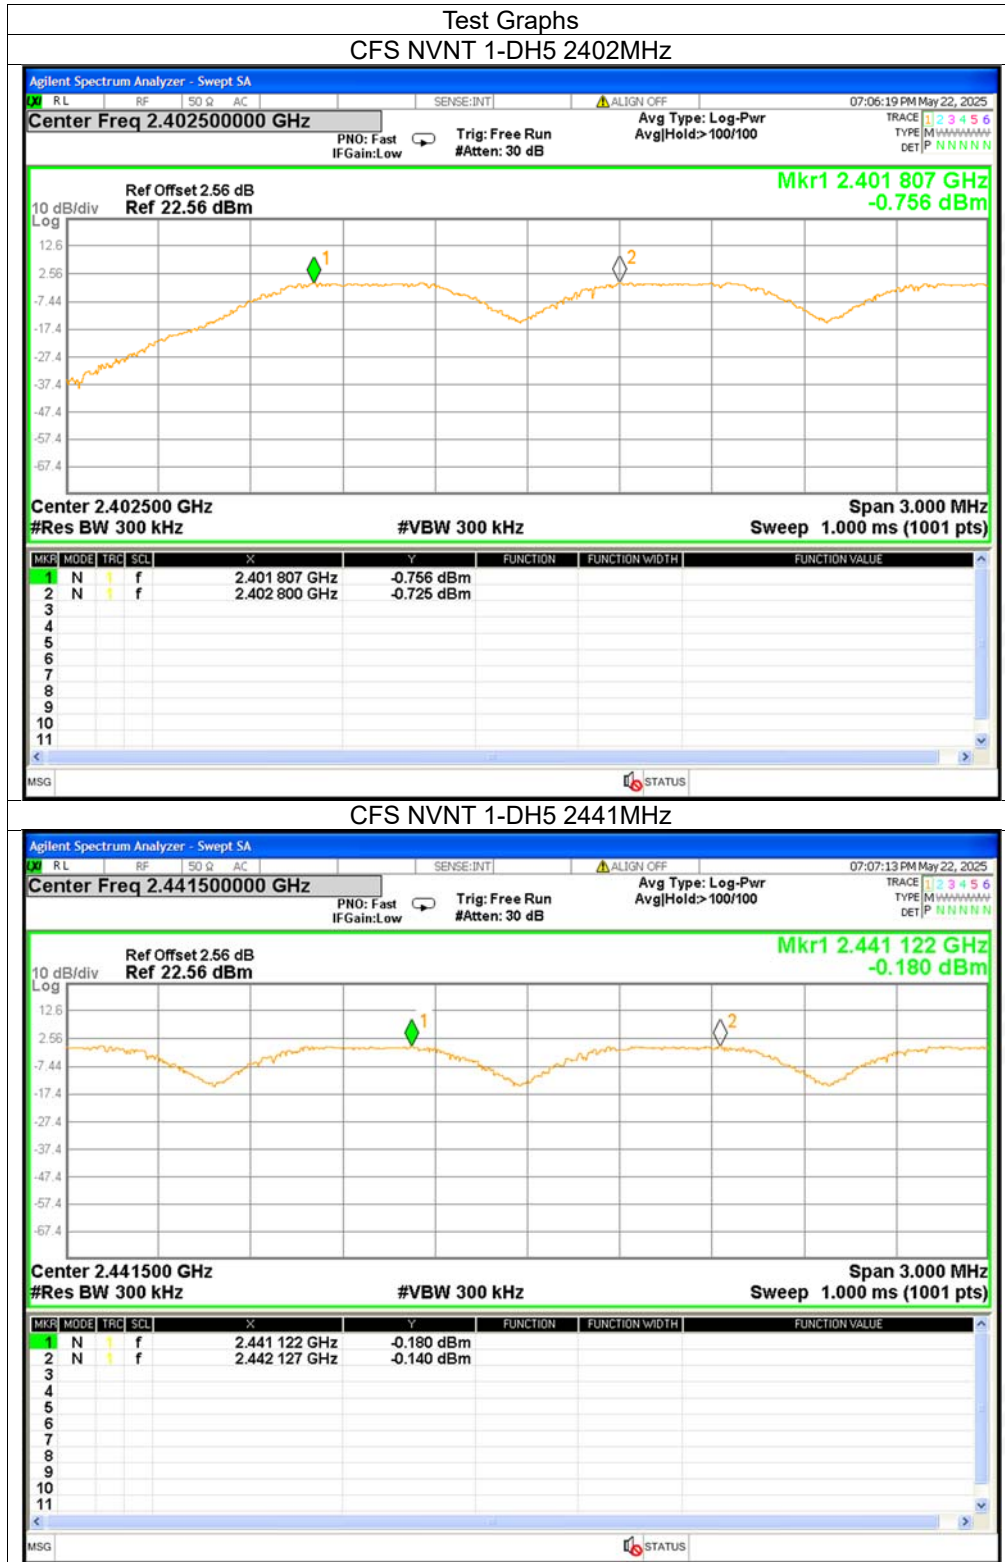 Test Graphs
CFS NVNT 1-DH5 2402MHz
Agilent Spectrum Analyzer - Swept SA
LXI RL RF 50 Ω AC SENSE:INT ALIGN OFF 07:06:19 PM May 22, 2025
Center Freq 2.402500000 GHz Avg Type: Log-Pwr TRACE 1 2 3 4 5 6
PNO: Fast Trig: Free Run Avg|Hold:>100/100 TYPE M
IFGain:Low #Atten: 30 dB DET P N N N N N
Mkr1 2.401 807 GHz
Ref Offset 2.56 dB
10 dB/div Ref 22.56 dBm -0.756 dBm
Log
12.6
1 2
2.56
-7.44
-17.4
-27.4
-37.4
-47.4
-57.4
-67.4
Center 2.402500 GHz Span 3.000 MHz
#Res BW 300 kHz #VBW 300 kHz Sweep 1.000 ms (1001 pts)
MKR MODE TRC SCL X Y FUNCTION FUNCTION WIDTH FUNCTION VALUE
1 N 1 f 2.401 807 GHz -0.756 dBm
2 N 1 f 2.402 800 GHz -0.725 dBm
3
4
5
6
7
8
9
10
11
MSG STATUS
CFS NVNT 1-DH5 2441MHz
Agilent Spectrum Analyzer - Swept SA
LXI RL RF 50 Ω AC SENSE:INT ALIGN OFF 07:07:13 PM May 22, 2025
Center Freq 2.441500000 GHz Avg Type: Log-Pwr TRACE 1 2 3 4 5 6
PNO: Fast Trig: Free Run Avg|Hold:>100/100 TYPE M
IFGain:Low #Atten: 30 dB DET P N N N N N
Mkr1 2.441 122 GHz
Ref Offset 2.56 dB
10 dB/div Ref 22.56 dBm -0.180 dBm
Log
12.6
1 2
2.56
-7.44
-17.4
-27.4
-37.4
-47.4
-57.4
-67.4
Center 2.441500 GHz Span 3.000 MHz
#Res BW 300 kHz #VBW 300 kHz Sweep 1.000 ms (1001 pts)
MKR MODE TRC SCL X Y FUNCTION FUNCTION WIDTH FUNCTION VALUE
1 N 1 f 2.441 122 GHz -0.180 dBm
2 N 1 f 2.442 127 GHz -0.140 dBm
3
4
5
6
7
8
9
10
11
MSG STATUS